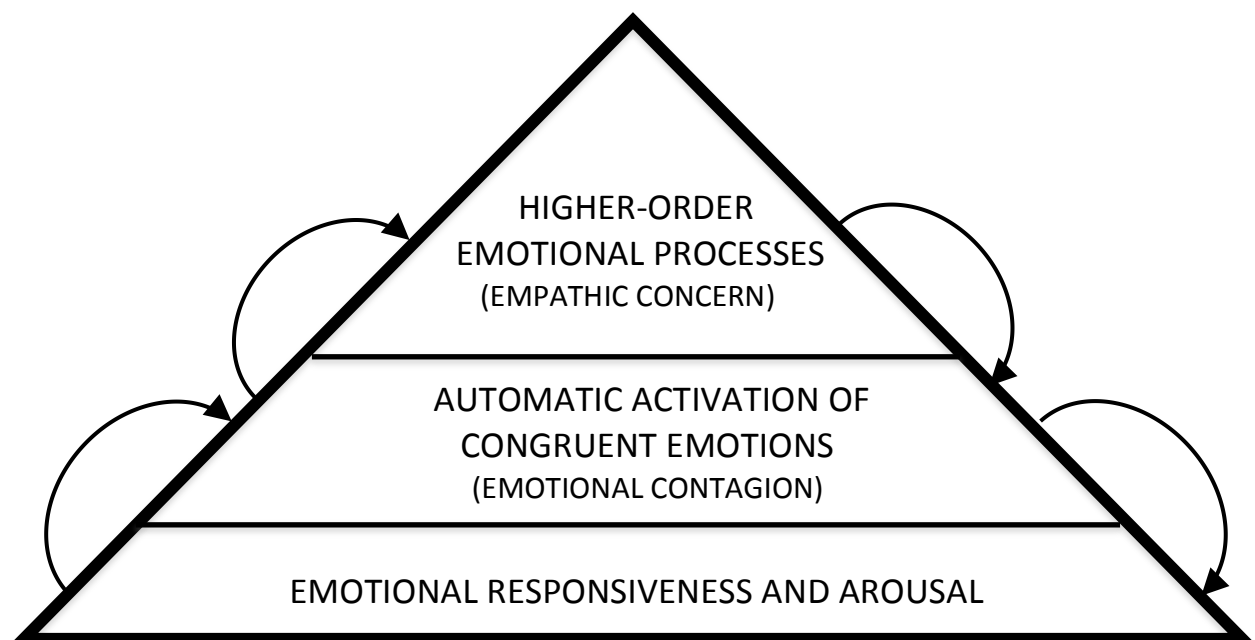 HIGHER-ORDER
EMOTIONAL PROCESSES
(EMPATHIC CONCERN)
AUTOMATIC ACTIVATION OF
CONGRUENT EMOTIONS
(EMOTIONAL CONTAGION)
EMOTIONAL RESPONSIVENESS AND AROUSAL